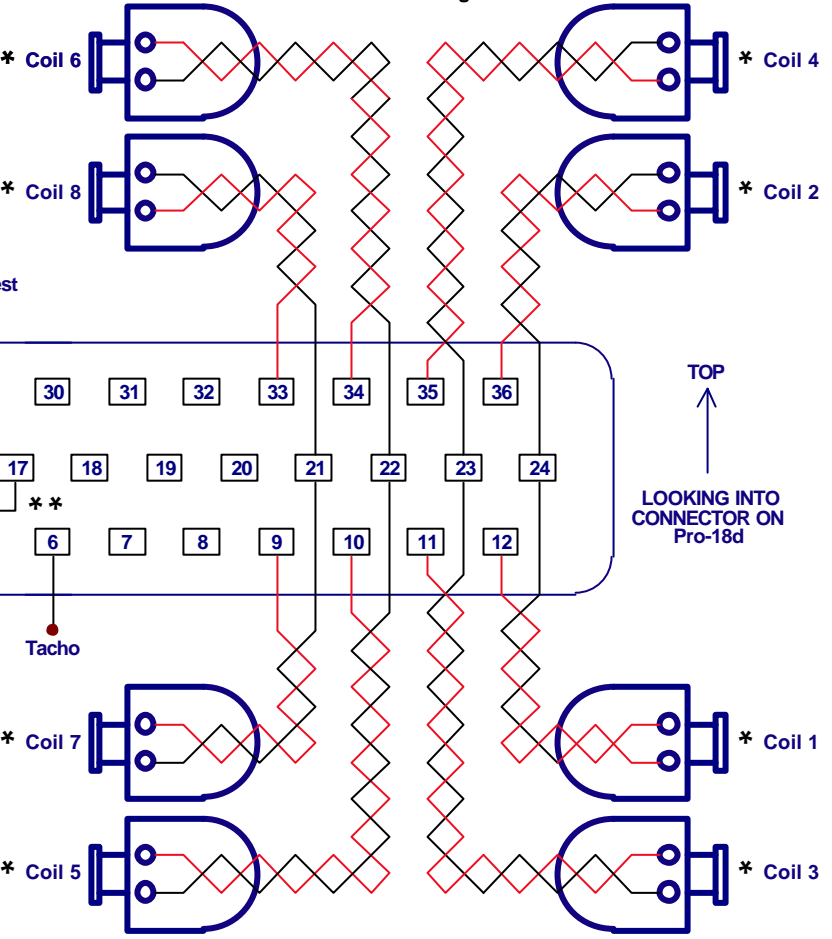 * Coil 6
* Coil 4
* Coil 8
* Coil 2
est
TOP
30 31 32 33 34 35 36
17 18 19 20 21 22 23 24
LOOKING INTO
CONNECTOR ON
Pro-18d
**
6 7 8 9 10 11 12
Tacho
* Coil 7
* Coil 1
* Coil 5
* Coil 3